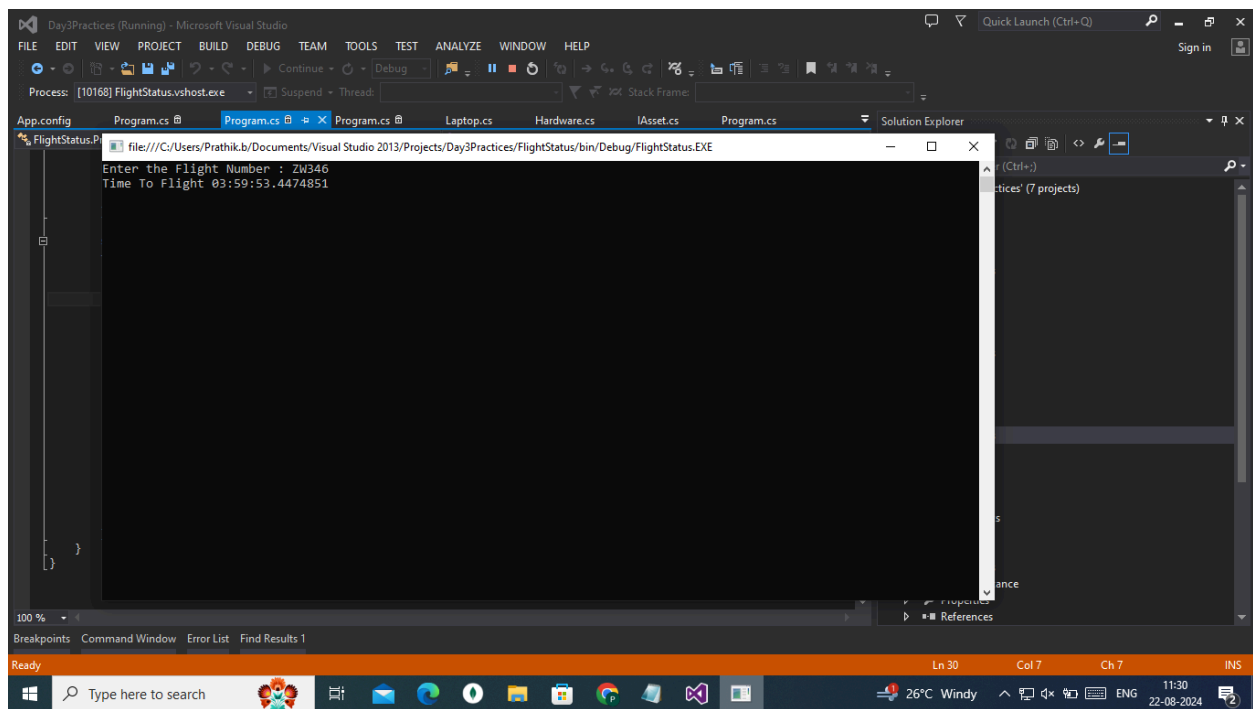 Day3Practices (Running) - Microsoft Visual Studio
Quick Launch (Ctrl+Q)
FILE EDIT VIEW PROJECT BUILD DEBUG TEAM TOOLS TEST ANALYZE WINDOW HELP
Sign in
Continue Debug
Process: [10168] FlightStatus.vshost.exe Suspend Thread: Stack Frame:
App.config Program.cs Program.cs Program.cs Laptop.cs Hardware.cs IAsset.cs Program.cs
Solution Explorer
FlightStatus.P
file:///C:/Users/Prathik.b/Documents/Visual Studio 2013/Projects/Day3Practices/FlightStatus/bin/Debug/FlightStatus.EXE
Enter the Flight Number : ZW346
Time To Flight 03:59:53.4474851
r (Ctrl+;)
ctices' (7 projects)
s
}
}
ance
Properties
References
100 %
Breakpoints Command Window Error List Find Results 1
Ready Ln 30 Col 7 Ch 7 INS
Type here to search
26°C Windy
ENG
11:30
22-08-2024
2